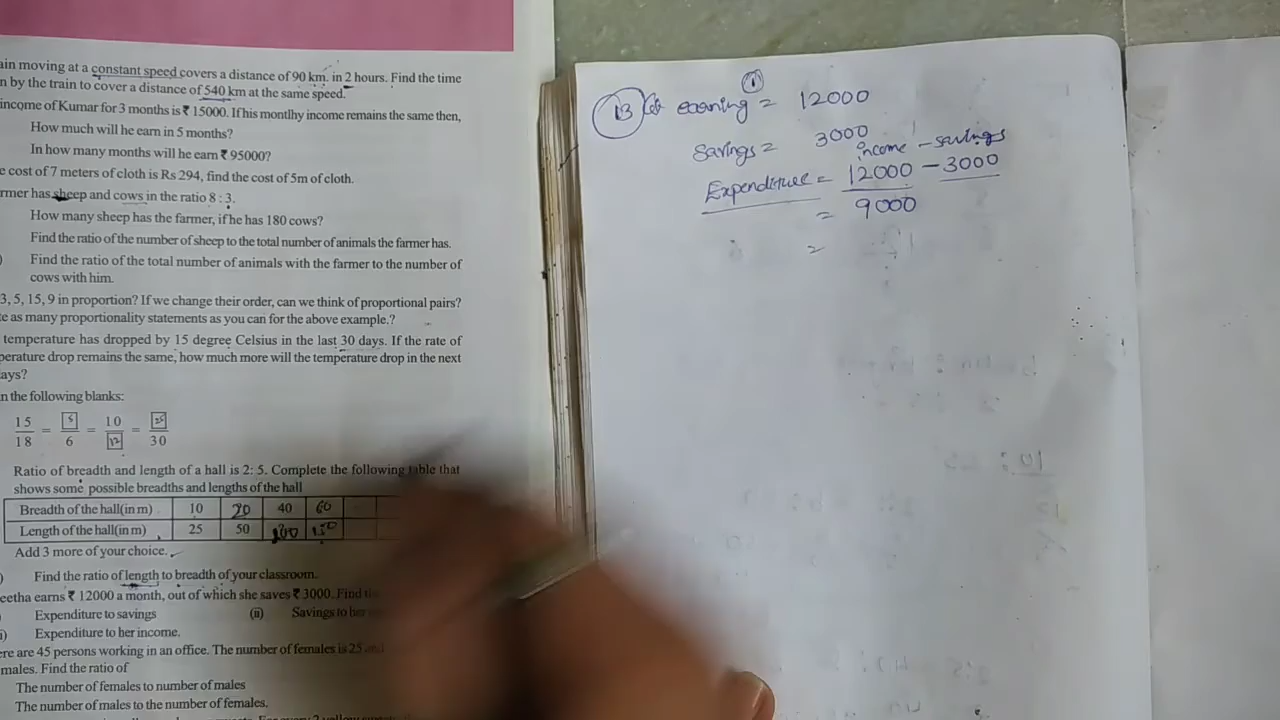 ain moving at a constant speed covers a distance of 90 km. in 2 hours. Find the time
n by the train to cover a distance of 540 km at the same speed.
income of Kumar for 3 months is ₹ 15000. If his montlhy income remains the same then,
How much will he earn in 5 months?
In how many months will he earn ₹ 95000?
e cost of 7 meters of cloth is Rs 294, find the cost of 5m of cloth.
rmer has sheep and cows in the ratio 8 : 3.
How many sheep has the farmer, if he has 180 cows?
Find the ratio of the number of sheep to the total number of animals the farmer has.
) Find the ratio of the total number of animals with the farmer to the number of
cows with him.
3, 5, 15, 9 in proportion? If we change their order, can we think of proportional pairs?
e as many proportionality statements as you can for the above example.?
temperature has dropped by 15 degree Celsius in the last 30 days. If the rate of
perature drop remains the same, how much more will the temperature drop in the next
ays?
n the following blanks:
15/18 = 5/6 = 10/12 = 25/30
Ratio of breadth and length of a hall is 2: 5. Complete the following table that
shows some possible breadths and lengths of the hall
Breadth of the hall(in m) 10 20 40 60
Length of the hall(in m) 25 50 100 150
Add 3 more of your choice.
) Find the ratio of length to breadth of your classroom.
eetha earns ₹ 12000 a month, out of which she saves ₹ 3000. Find the
Expenditure to savings (ii) Savings to her
i) Expenditure to her income.
ere are 45 persons working in an office. The number of females is 25 and
males. Find the ratio of
The number of females to number of males
The number of males to the number of females.
13 earning = 12000
Savings = 3000
income - savings
Expenditure = 12000 - 3000
= 9000
=